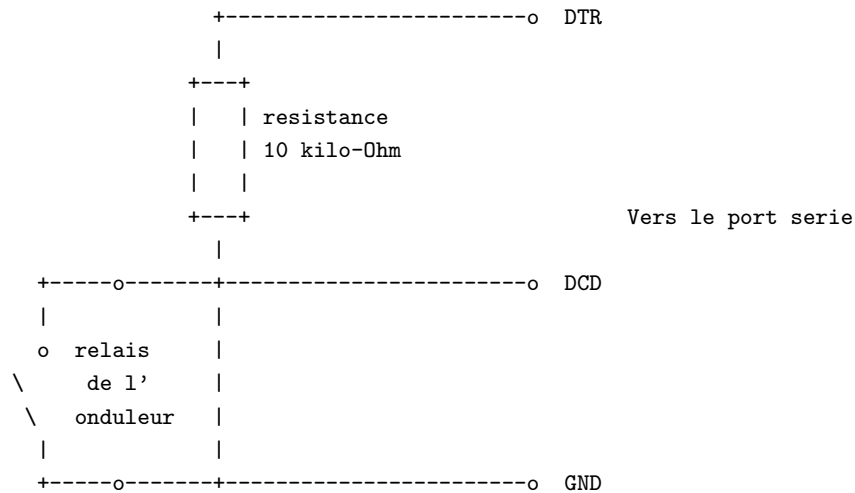 DTR
resistance
10 kilo-Ohm
Vers le port serie
DCD
relais
de l'
onduleur
GND